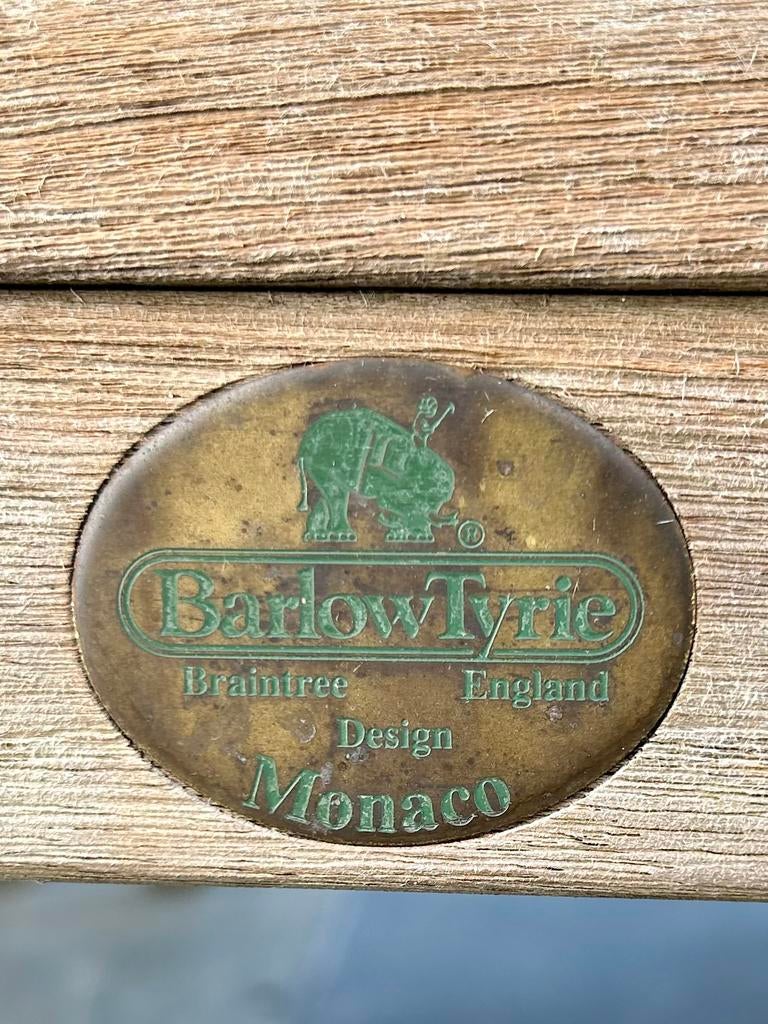 ®
BarlowTyrie
Braintree England
Design
Monaco